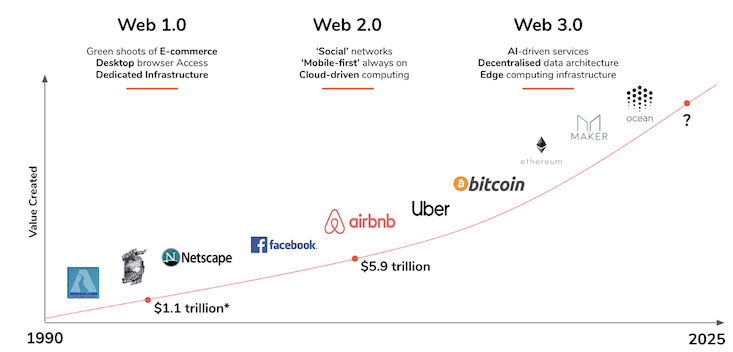 Web 1.0
Green shoots of E-commerce
Desktop browser Access
Dedicated Infrastructure
Web 2.0
‘Social’ networks
‘Mobile-first’ always on
Cloud-driven computing
Web 3.0
AI-driven services
Decentralised data architecture
Edge computing infrastructure
Value Created
N Netscape
$1.1 trillion*
f facebook.
airbnb
$5.9 trillion
Uber
bitcoin
ethereum
MAKER
ocean
?
1990
2025